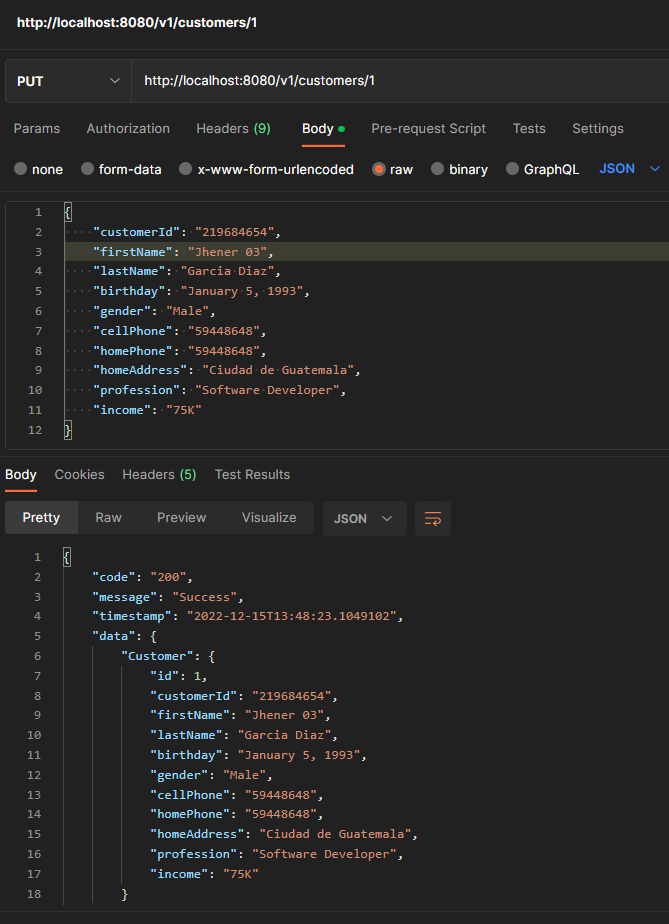 http://localhost:8080/v1/customers/1
PUT http://localhost:8080/v1/customers/1
Params Authorization Headers (9) Body Pre-request Script Tests Settings
none form-data x-www-form-urlencoded raw binary GraphQL JSON
1 {
2 "customerId": "219684654",
3 "firstName": "Jhener 03",
4 "lastName": "Garcia Diaz",
5 "birthday": "January 5, 1993",
6 "gender": "Male",
7 "cellPhone": "59448648",
8 "homePhone": "59448648",
9 "homeAddress": "Ciudad de Guatemala",
10 "profession": "Software Developer",
11 "income": "75K"
12 }
Body Cookies Headers (5) Test Results
Pretty Raw Preview Visualize JSON
1 {
2 "code": "200",
3 "message": "Success",
4 "timestamp": "2022-12-15T13:48:23.1049102",
5 "data": {
6 "Customer": {
7 "id": 1,
8 "customerId": "219684654",
9 "firstName": "Jhener 03",
10 "lastName": "Garcia Diaz",
11 "birthday": "January 5, 1993",
12 "gender": "Male",
13 "cellPhone": "59448648",
14 "homePhone": "59448648",
15 "homeAddress": "Ciudad de Guatemala",
16 "profession": "Software Developer",
17 "income": "75K"
18 }